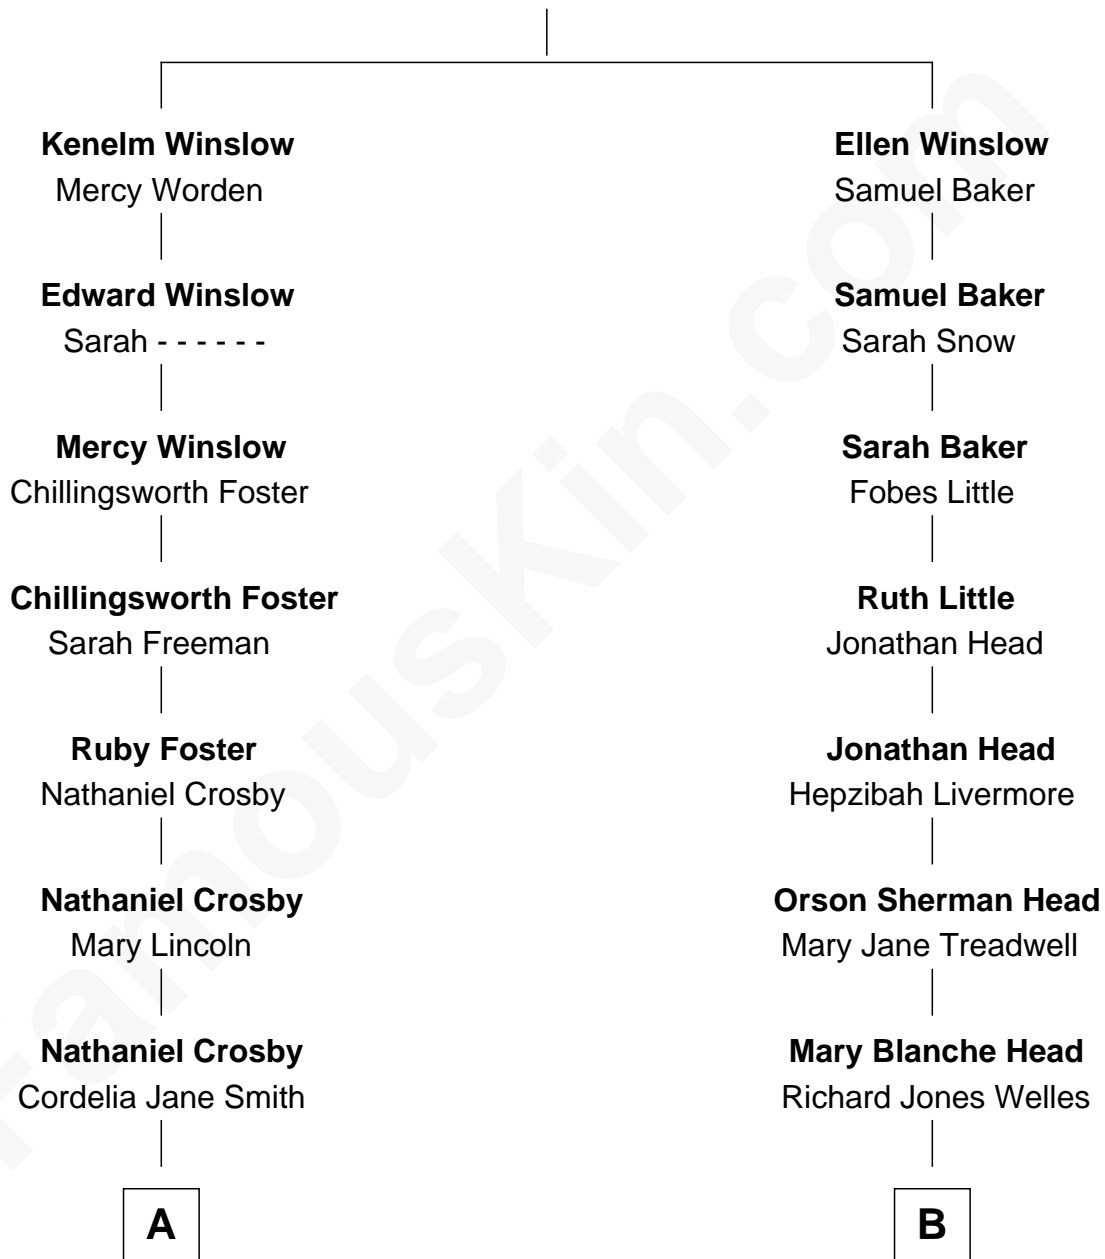 Kenelm Winslow
Mercy Worden
Edward Winslow
Sarah - - - - - -
Mercy Winslow
Chillingsworth Foster
Chillingsworth Foster
Sarah Freeman
Ruby Foster
Nathaniel Crosby
Nathaniel Crosby
Mary Lincoln
Nathaniel Crosby
Cordelia Jane Smith
A
Ellen Winslow
Samuel Baker
Samuel Baker
Sarah Snow
Sarah Baker
Fobes Little
Ruth Little
Jonathan Head
Jonathan Head
Hepzibah Livermore
Orson Sherman Head
Mary Jane Treadwell
Mary Blanche Head
Richard Jones Welles
B
FamousKin.com